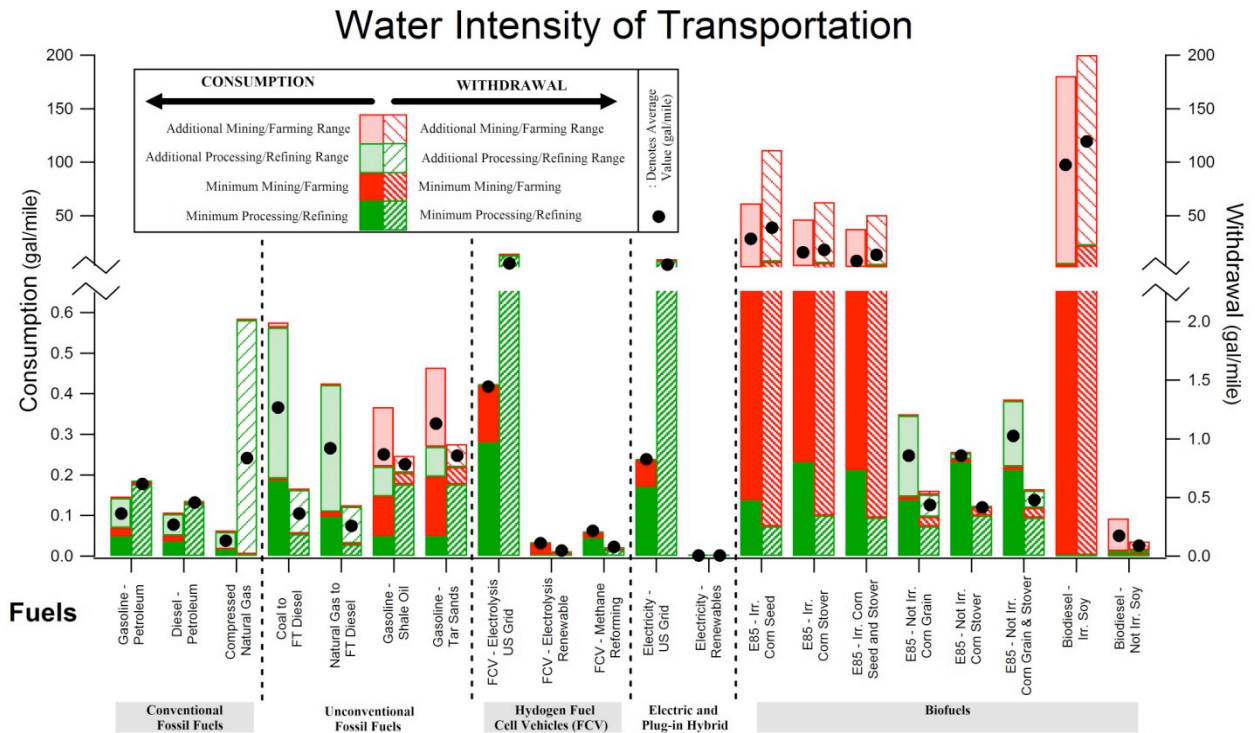 Water Intensity of Transportation
200
150
100
50
0.6
0.5
0.4
0.3
0.2
0.1
0.0
Consumption (gal/mile)
CONSUMPTION
WITHDRAWAL
Additional Mining/Farming Range
Additional Mining/Farming Range
Additional Processing/Refining Range
Additional Processing/Refining Range
Minimum Mining/Farming
Minimum Mining/Farming
Minimum Processing/Refining
Minimum Processing/Refining
: Denotes Average
Value (gal/mile)
200
150
100
50
2.0
1.5
1.0
0.5
0.0
Withdrawal (gal/mile)
Fuels
Gasoline -
Petroleum
Diesel -
Petroleum
Compressed
Natural Gas
Coal to
FT Diesel
Natural Gas to
FT Diesel
Gasoline -
Shale Oil
Gasoline -
Tar Sands
FCV - Electrolysis
US Grid
FCV - Electrolysis
Renewable
FCV - Methane
Reforming
Electricity -
US Grid
Electricity -
Renewables
E85 - Irr.
Corn Seed
E85 - Irr.
Corn Stover
E85 - Irr. Corn
Seed and Stover
E85 - Not Irr.
Corn Grain
E85 - Not Irr.
Corn Stover
E85 - Not Irr.
Corn Grain & Stover
Biodiesel -
Irr. Soy
Biodiesel -
Not Irr. Soy
Conventional
Fossil Fuels
Unconventional
Fossil Fuels
Hydogen Fuel
Cell Vehicles (FCV)
Electric and
Plug-in Hybrid
Biofuels